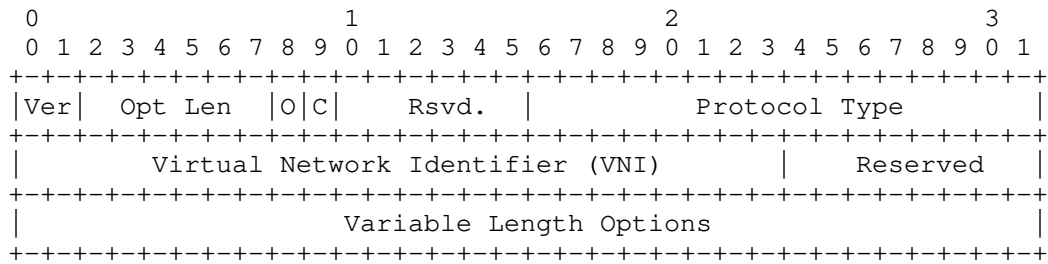 0                   1                   2                   3
 0 1 2 3 4 5 6 7 8 9 0 1 2 3 4 5 6 7 8 9 0 1 2 3 4 5 6 7 8 9 0 1
+-+-+-+-+-+-+-+-+-+-+-+-+-+-+-+-+-+-+-+-+-+-+-+-+-+-+-+-+-+-+-+-+
|Ver|  Opt Len  |O|C|    Rsvd.  |          Protocol Type        |
+-+-+-+-+-+-+-+-+-+-+-+-+-+-+-+-+-+-+-+-+-+-+-+-+-+-+-+-+-+-+-+-+
|        Virtual Network Identifier (VNI)       |    Reserved   |
+-+-+-+-+-+-+-+-+-+-+-+-+-+-+-+-+-+-+-+-+-+-+-+-+-+-+-+-+-+-+-+-+
|                    Variable Length Options                    |
+-+-+-+-+-+-+-+-+-+-+-+-+-+-+-+-+-+-+-+-+-+-+-+-+-+-+-+-+-+-+-+-+